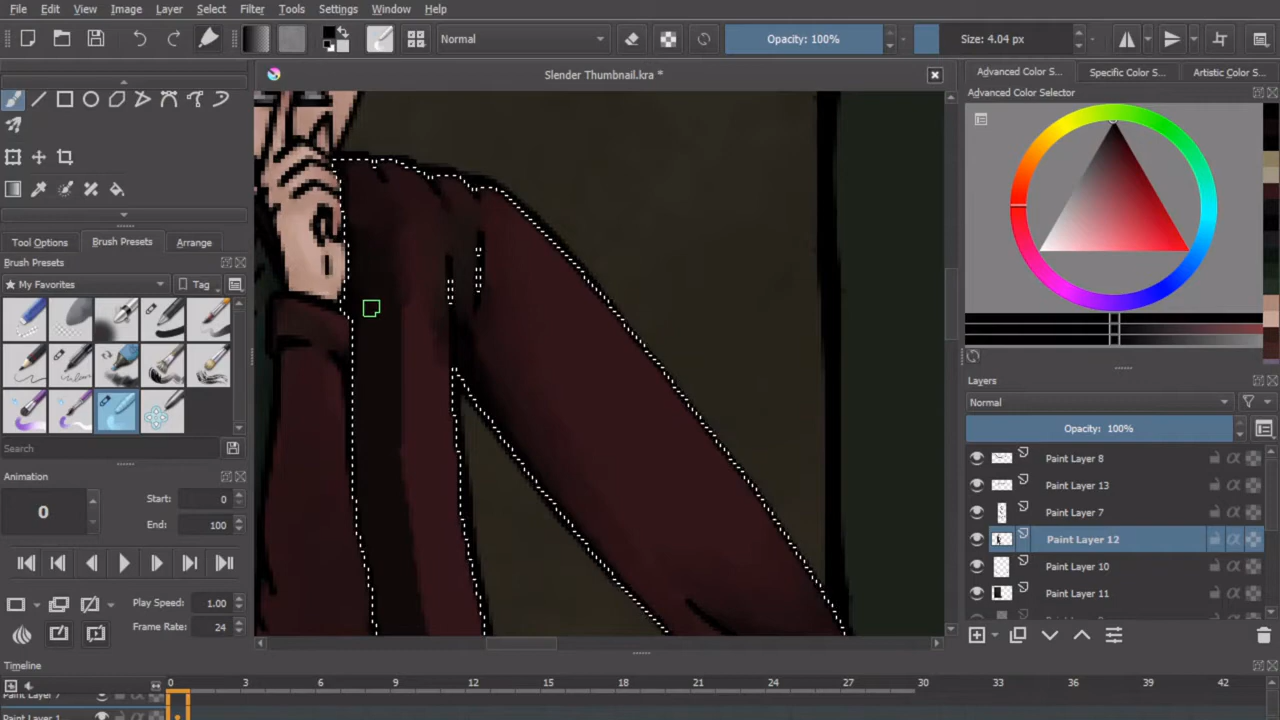 File Edit View Image Layer Select Filter Tools Settings Window Help
Normal Opacity: 100% Size: 4.04 px
Slender Thumbnail.kra *
Advanced Color S... Specific Color S... Artistic Color S...
Advanced Color Selector
Tool Options Brush Presets Arrange
Brush Presets
My Favorites Tag
Search
Animation
0 Start: 0
End: 100
Play Speed: 1.00
Frame Rate: 24
Layers
Normal
Opacity: 100%
Paint Layer 8
Paint Layer 13
Paint Layer 7
Paint Layer 12
Paint Layer 10
Paint Layer 11
Timeline
0 3 6 9 12 15 18 21 24 27 30 33 36 39 42
Paint Layer 7